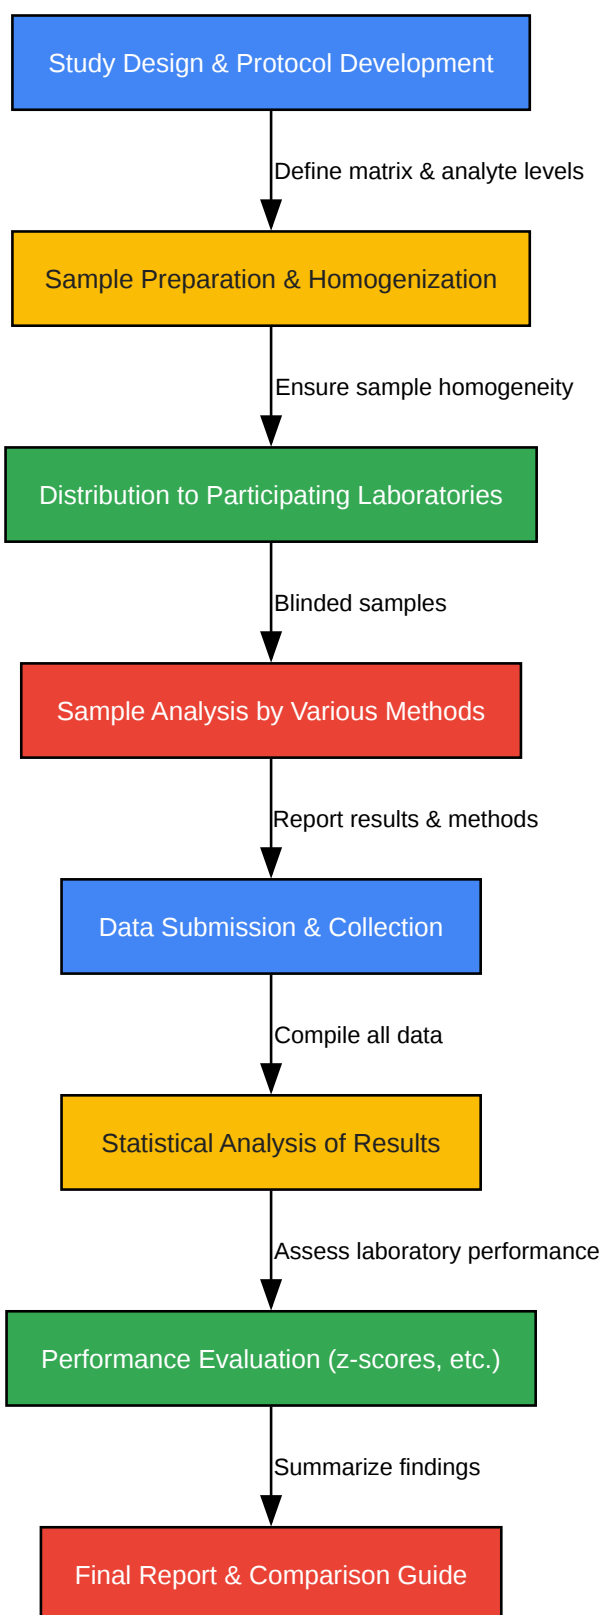 Study Design & Protocol Development
Define matrix & analyte levels
Sample Preparation & Homogenization
Ensure sample homogeneity
Distribution to Participating Laboratories
Blinded samples
Sample Analysis by Various Methods
Report results & methods
Data Submission & Collection
Compile all data
Statistical Analysis of Results
Assess laboratory performance
Performance Evaluation (z-scores, etc.)
Summarize findings
Final Report & Comparison Guide